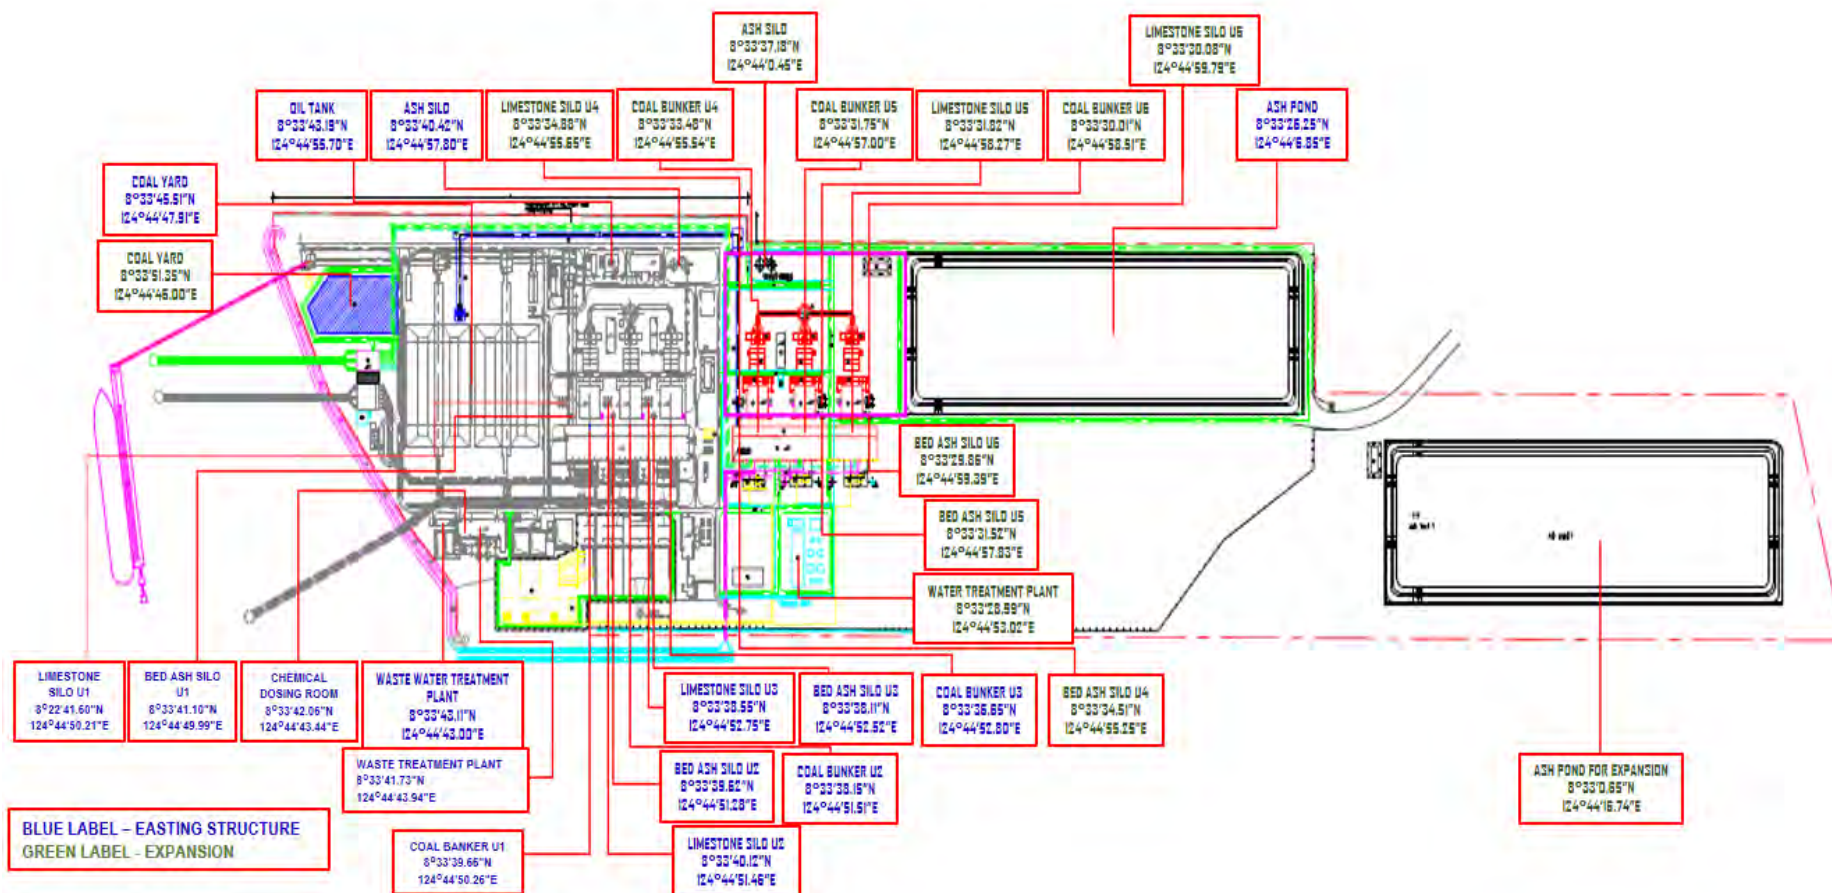 ASH SILO
8°33'37.18"N
124°44'0.45"E
LIMESTONE SILO U6
8°33'30.08"N
124°44'59.79"E
OIL TANK
8°33'43.19"N
124°44'55.70"E
ASH SILO
8°33'40.42"N
124°44'57.80"E
LIMESTONE SILO U4
8°33'34.88"N
124°44'55.65"E
COAL BUNKER U4
8°33'33.48"N
124°44'55.54"E
COAL BUNKER U5
8°33'31.75"N
124°44'57.00"E
LIMESTONE SILO U5
8°33'31.82"N
124°44'58.27"E
COAL BUNKER U6
8°33'30.01"N
124°44'58.51"E
ASH POND
8°33'26.25"N
124°44'6.85"E
COAL YARD
8°33'45.51"N
124°44'47.91"E
COAL YARD
8°33'51.35"N
124°44'46.00"E
BED ASH SILO U6
8°33'29.86"N
124°44'59.39"E
BED ASH SILO U5
8°33'31.52"N
124°44'57.83"E
WATER TREATMENT PLANT
8°33'28.99"N
124°44'53.02"E
LIMESTONE
SILO U1
8°22'41.60"N
124°44'50.21"E
BED ASH SILO
U1
8°33'41.10"N
124°44'49.99"E
CHEMICAL
DOSING ROOM
8°33'42.06"N
124°44'43.44"E
WASTE WATER TREATMENT
PLANT
8°33'43.11"N
124°44'43.00"E
LIMESTONE SILO U3
8°33'38.55"N
124°44'52.75"E
BED ASH SILO U3
8°33'38.11"N
124°44'52.52"E
COAL BUNKER U3
8°33'36.65"N
124°44'52.80"E
BED ASH SILO U4
8°33'34.51"N
124°44'55.25"E
WASTE TREATMENT PLANT
8°33'41.73"N
124°44'43.94"E
BED ASH SILO U2
8°33'39.62"N
124°44'51.28"E
COAL BUNKER U2
8°33'38.15"N
124°44'51.51"E
ASH POND FOR EXPANSION
8°33'0.65"N
124°44'16.74"E
BLUE LABEL – EASTING STRUCTURE
GREEN LABEL - EXPANSION
COAL BANKER U1
8°33'39.66"N
124°44'50.26"E
LIMESTONE SILO U2
8°33'40.12"N
124°44'51.46"E